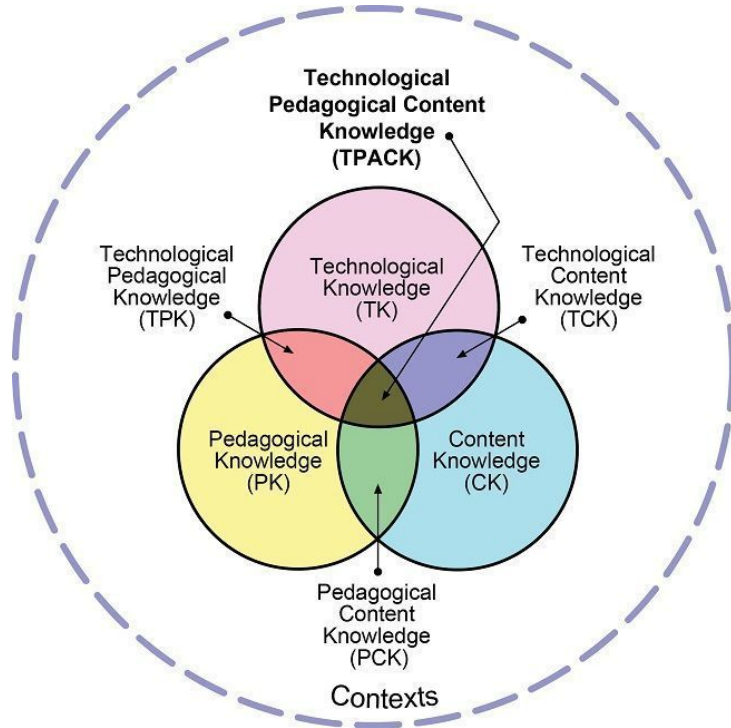 Technological
Pedagogical Content
Knowledge
(TPACK)
Technological
Pedagogical
Knowledge
(TPK)
Technological
Knowledge
(TK)
Technological
Content
Knowledge
(TCK)
Pedagogical
Knowledge
(PK)
Content
Knowledge
(CK)
Pedagogical
Content
Knowledge
(PCK)
Contexts